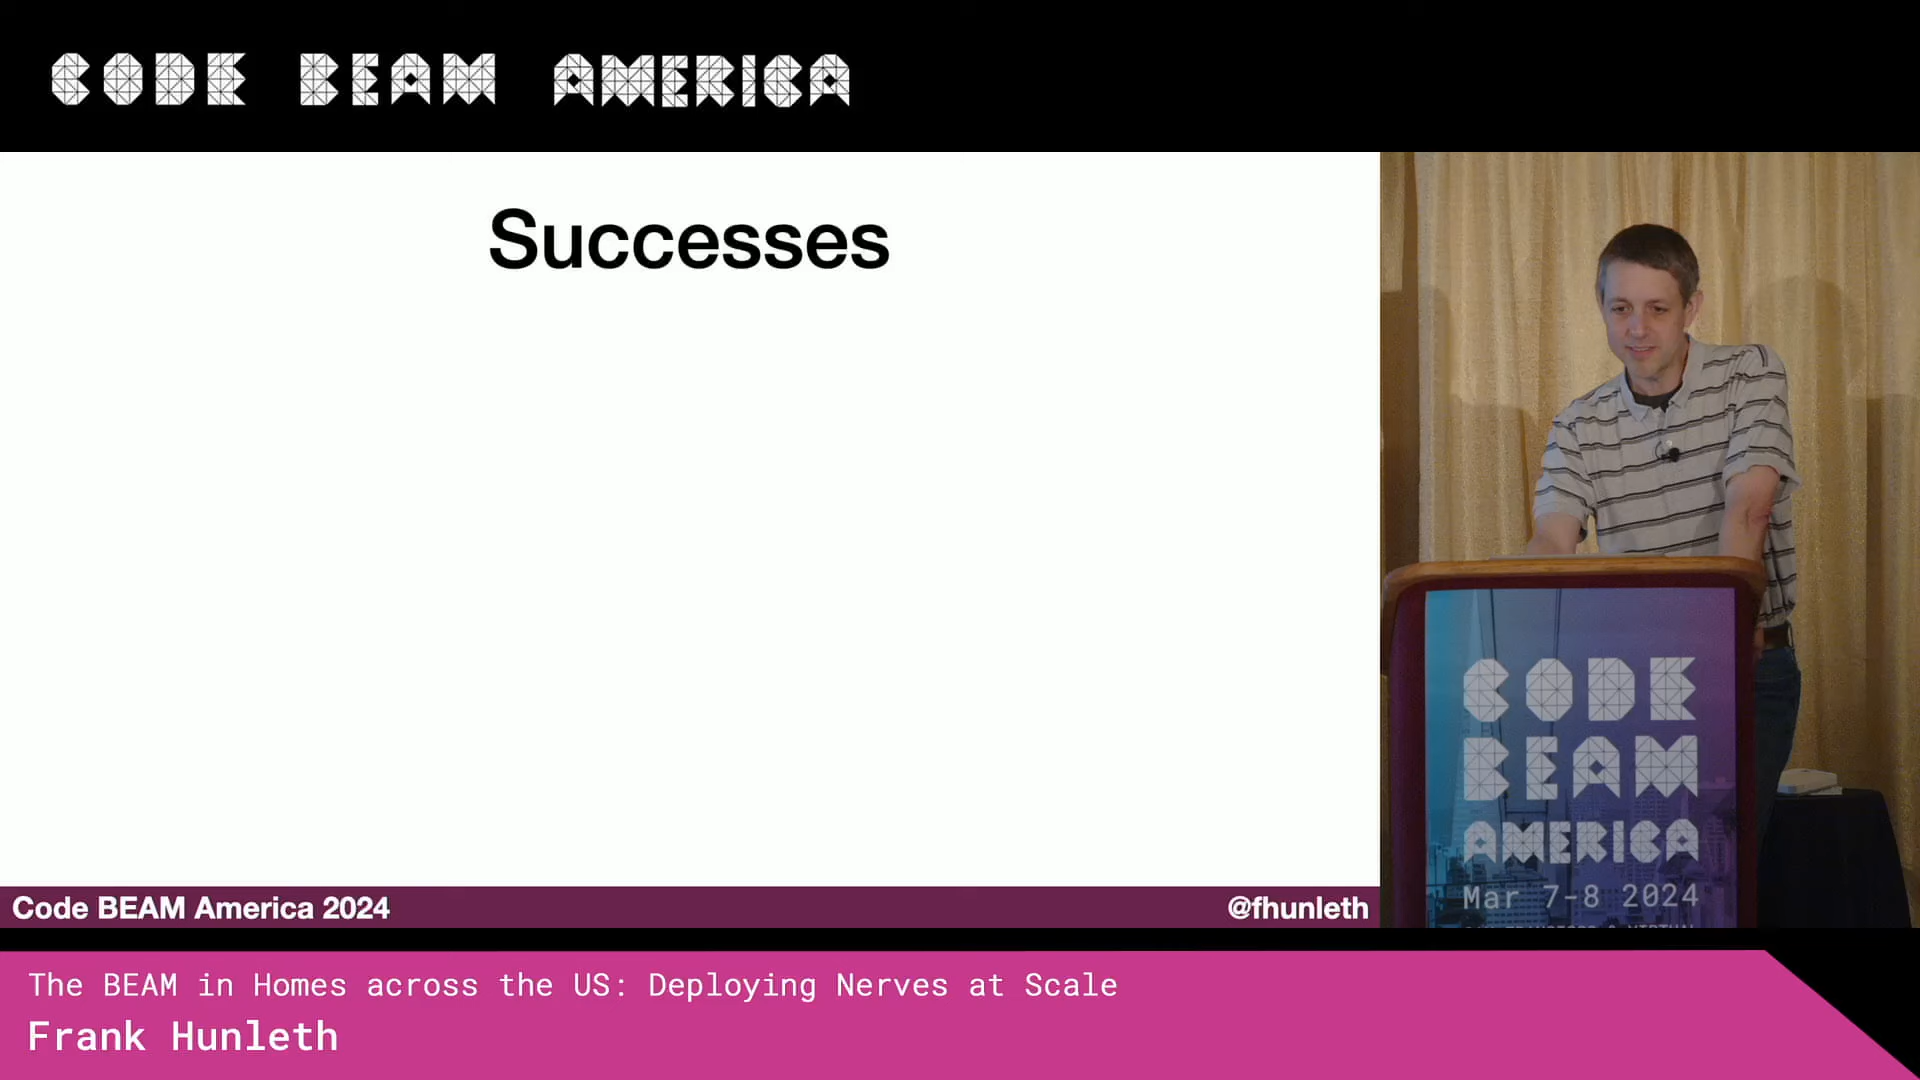 CODE BEAM AMERICA
Successes
Code BEAM America 2024
@fhunleth
CODE
BEAM
AMERICA
Mar 7-8 2024
The BEAM in Homes across the US: Deploying Nerves at Scale
Frank Hunleth